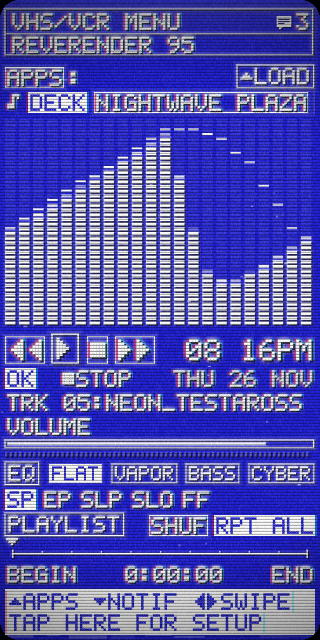 VHS/VCR MENU 3
REVERENDER 95
APPS: LOAD
DECK NIGHTWAVE PLAZA
08 16PM
OK STOP THU 26 NOV
TRK 05:NEON_TESTAROSS
VOLUME
EQ FLAT VAPOR BASS CYBER
SP EP SLP SLO FF
PLAYLIST SHUF RPT ALL
BEGIN 0:00:00 END
APPS NOTIF SWIPE
TAP HERE FOR SETUP